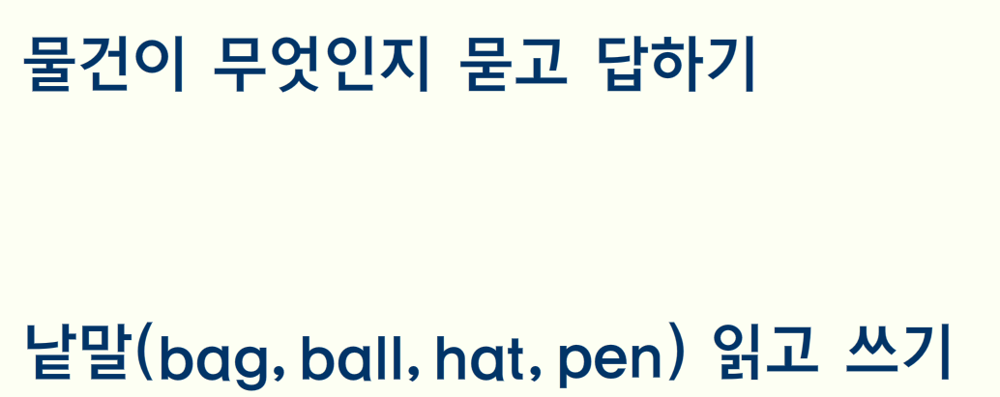 물건이 무엇인지 묻고 답하기
낱말(bag, ball, hat, pen) 읽고 쓰기